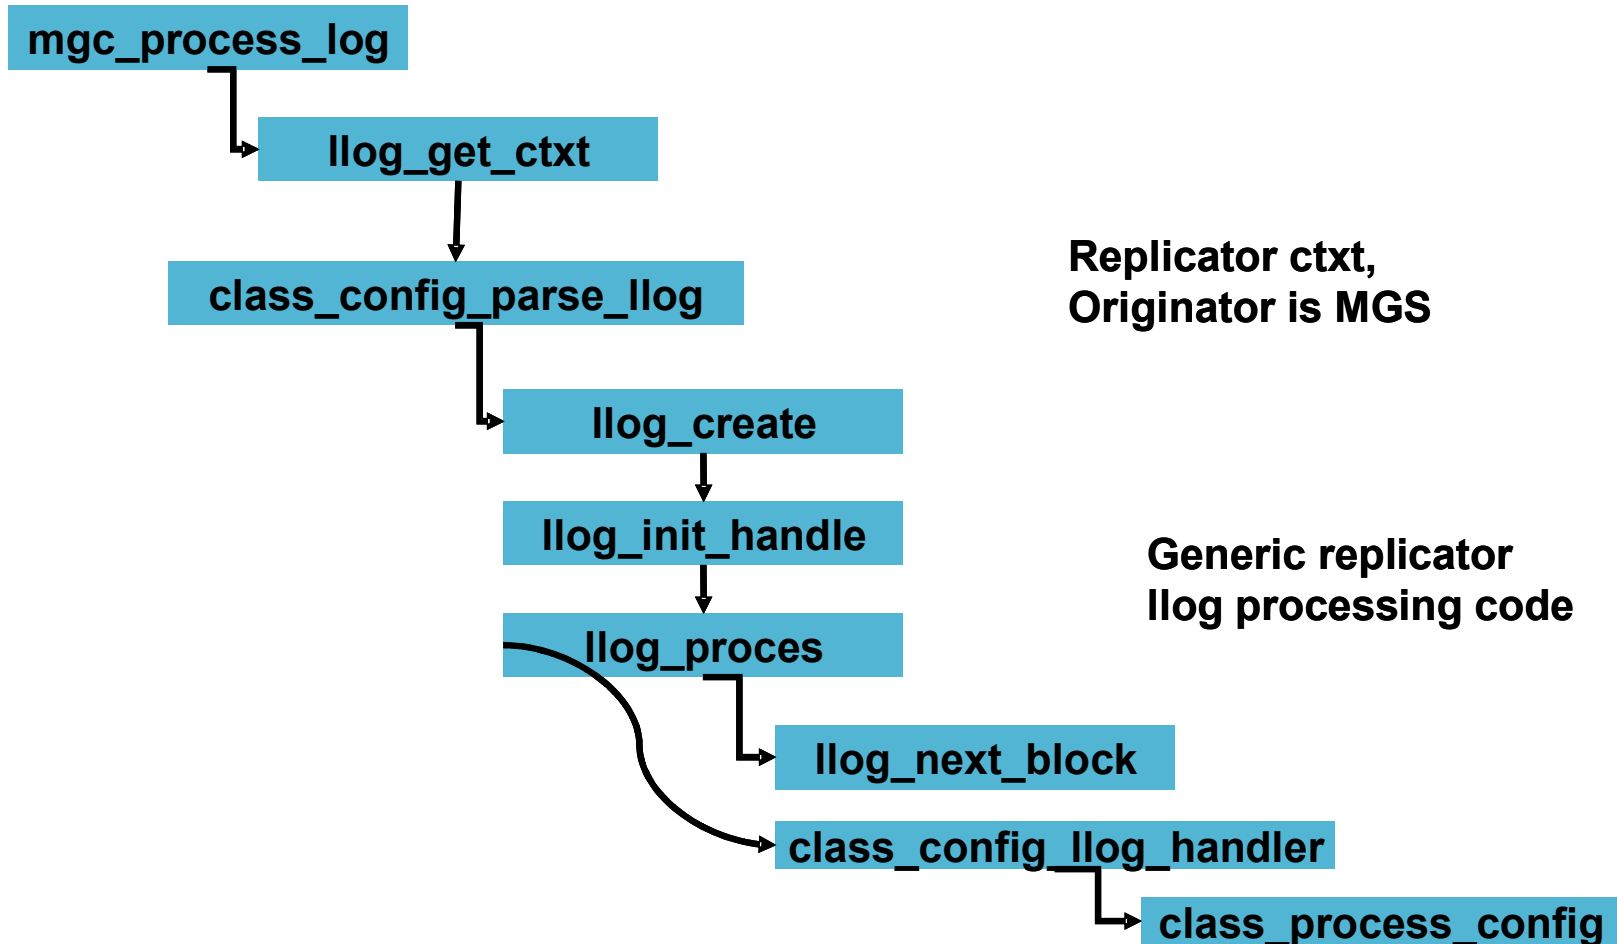 mgc_process_log
llog_get_ctxt
Replicator ctxt,
Originator is MGS
class_config_parse_llog
llog_create
llog_init_handle
Generic replicator
llog processing code
llog_proces
llog_next_block
class_config_llog_handler
class_process_config